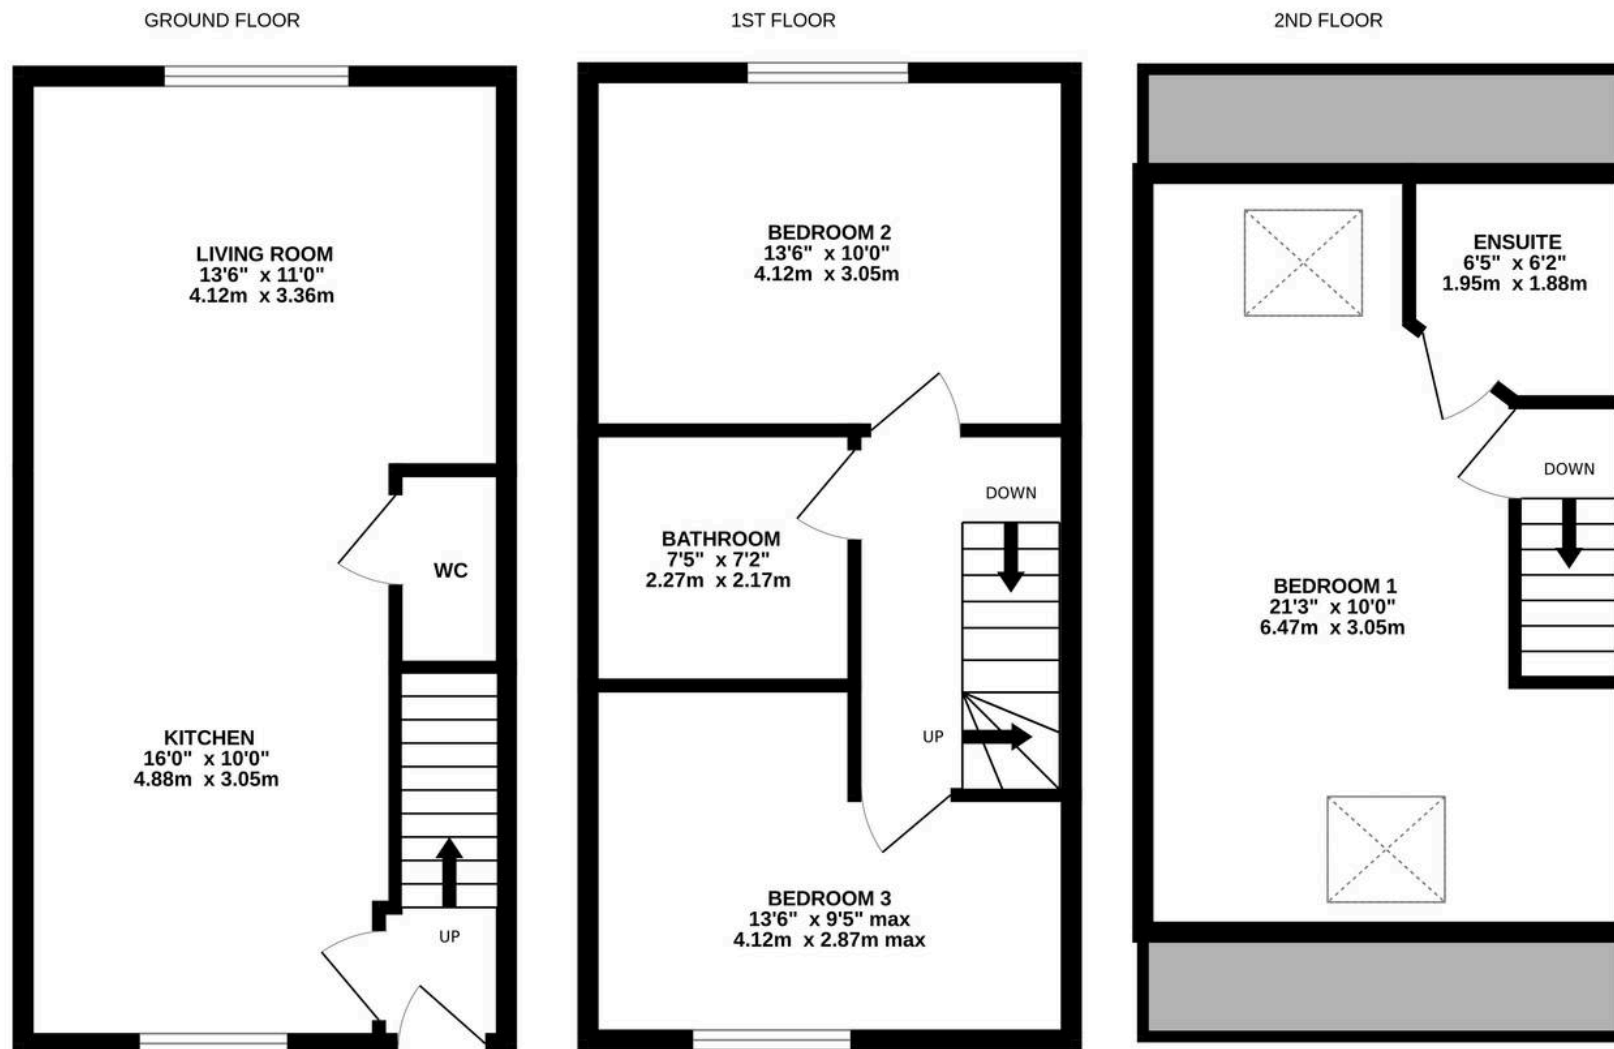 GROUND FLOOR
LIVING ROOM
13'6" x 11'0"
4.12m x 3.36m
WC
KITCHEN
16'0" x 10'0"
4.88m x 3.05m
UP
1ST FLOOR
BEDROOM 2
13'6" x 10'0"
4.12m x 3.05m
DOWN
BATHROOM
7'5" x 7'2"
2.27m x 2.17m
UP
BEDROOM 3
13'6" x 9'5" max
4.12m x 2.87m max
2ND FLOOR
ENSUITE
6'5" x 6'2"
1.95m x 1.88m
DOWN
BEDROOM 1
21'3" x 10'0"
6.47m x 3.05m